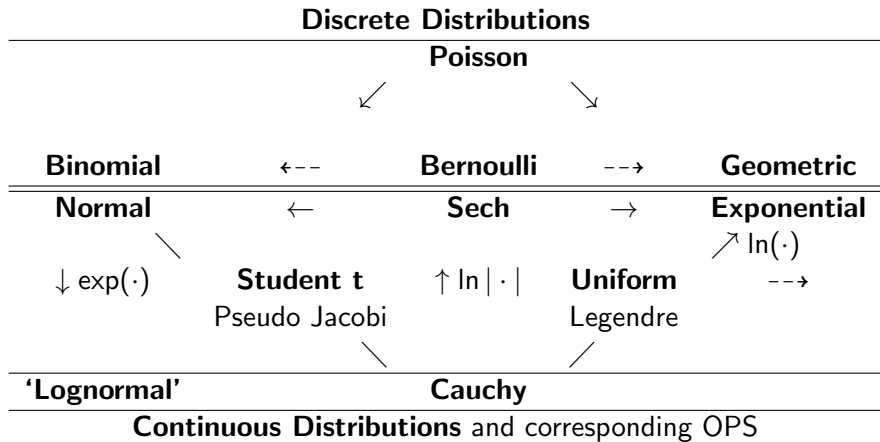 Discrete Distributions
Poisson
↙ ↘
Binomial ⇠ Bernoulli ⇢ Geometric
Normal ← Sech → Exponential
↗ ln(·)
↓ exp(·) Student t ↑ ln | · | Uniform ⇢
Pseudo Jacobi Legendre
‘Lognormal’ Cauchy
Continuous Distributions and corresponding OPS